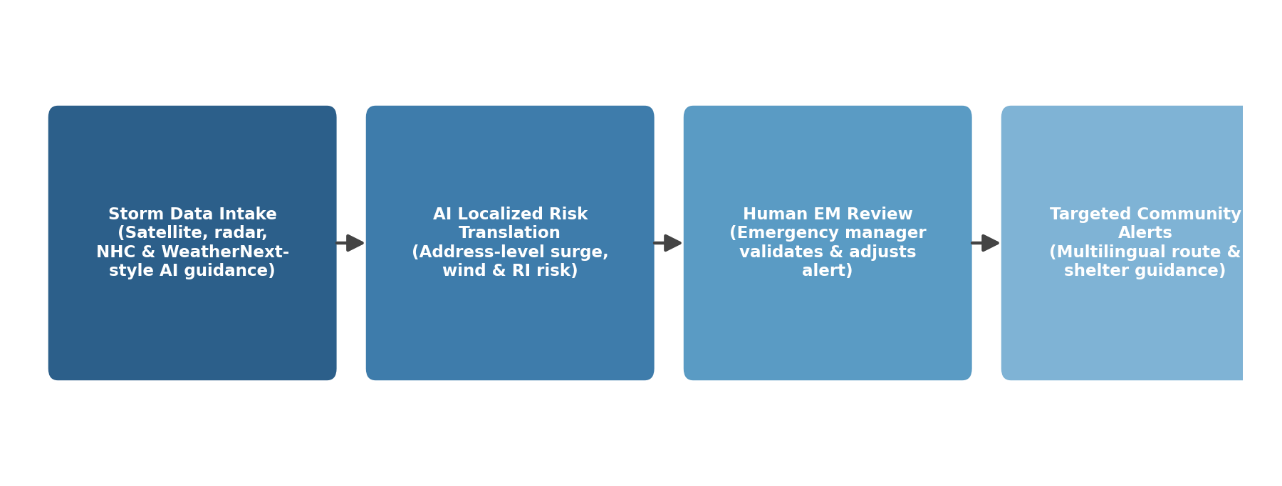 Storm Data Intake
(Satellite, radar,
NHC & WeatherNext-
style AI guidance)
AI Localized Risk
Translation
(Address-level surge,
wind & RI risk)
Human EM Review
(Emergency manager
validates & adjusts
alert)
Targeted Community
Alerts
(Multilingual route &
shelter guidance)